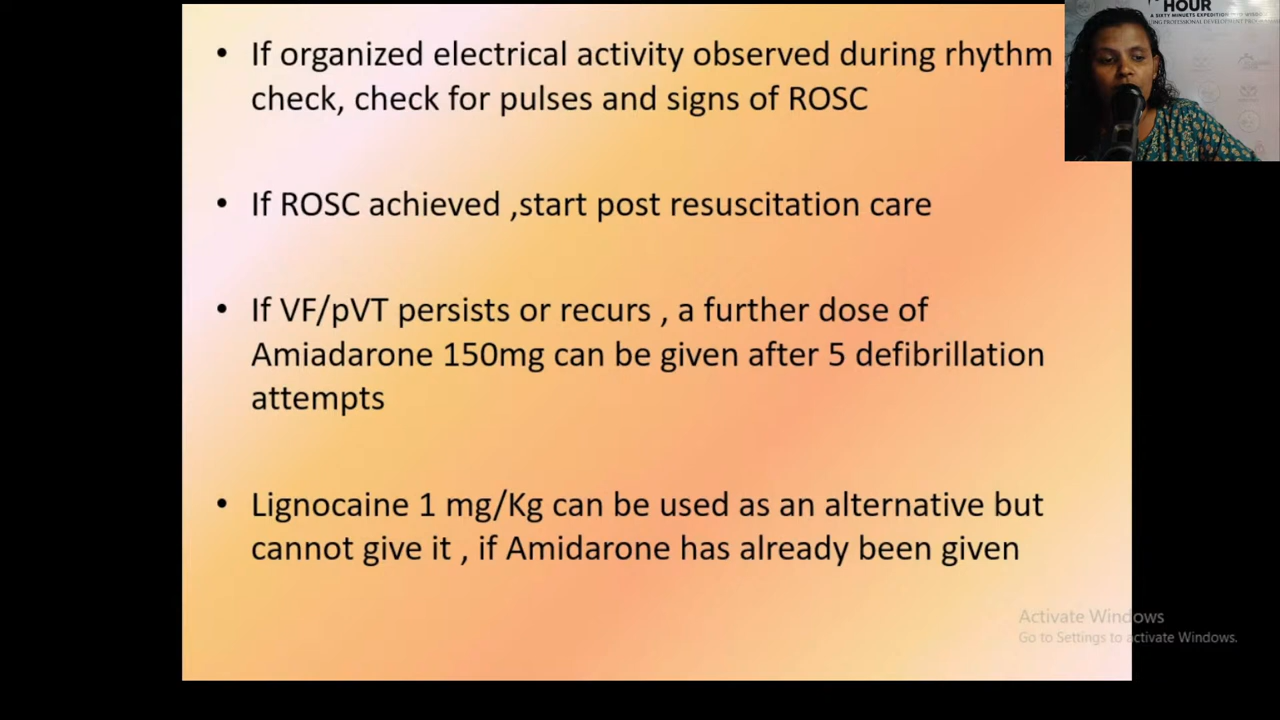 HOUR
A SIXTY MINUETS EXPEDITION
PROFESSIONAL DEVELOPMENT
• If organized electrical activity observed during rhythm
check, check for pulses and signs of ROSC
• If ROSC achieved ,start post resuscitation care
• If VF/pVT persists or recurs , a further dose of
Amiadarone 150mg can be given after 5 defibrillation
attempts
• Lignocaine 1 mg/Kg can be used as an alternative but
cannot give it , if Amidarone has already been given
Activate Windows
Go to Settings to activate Windows.